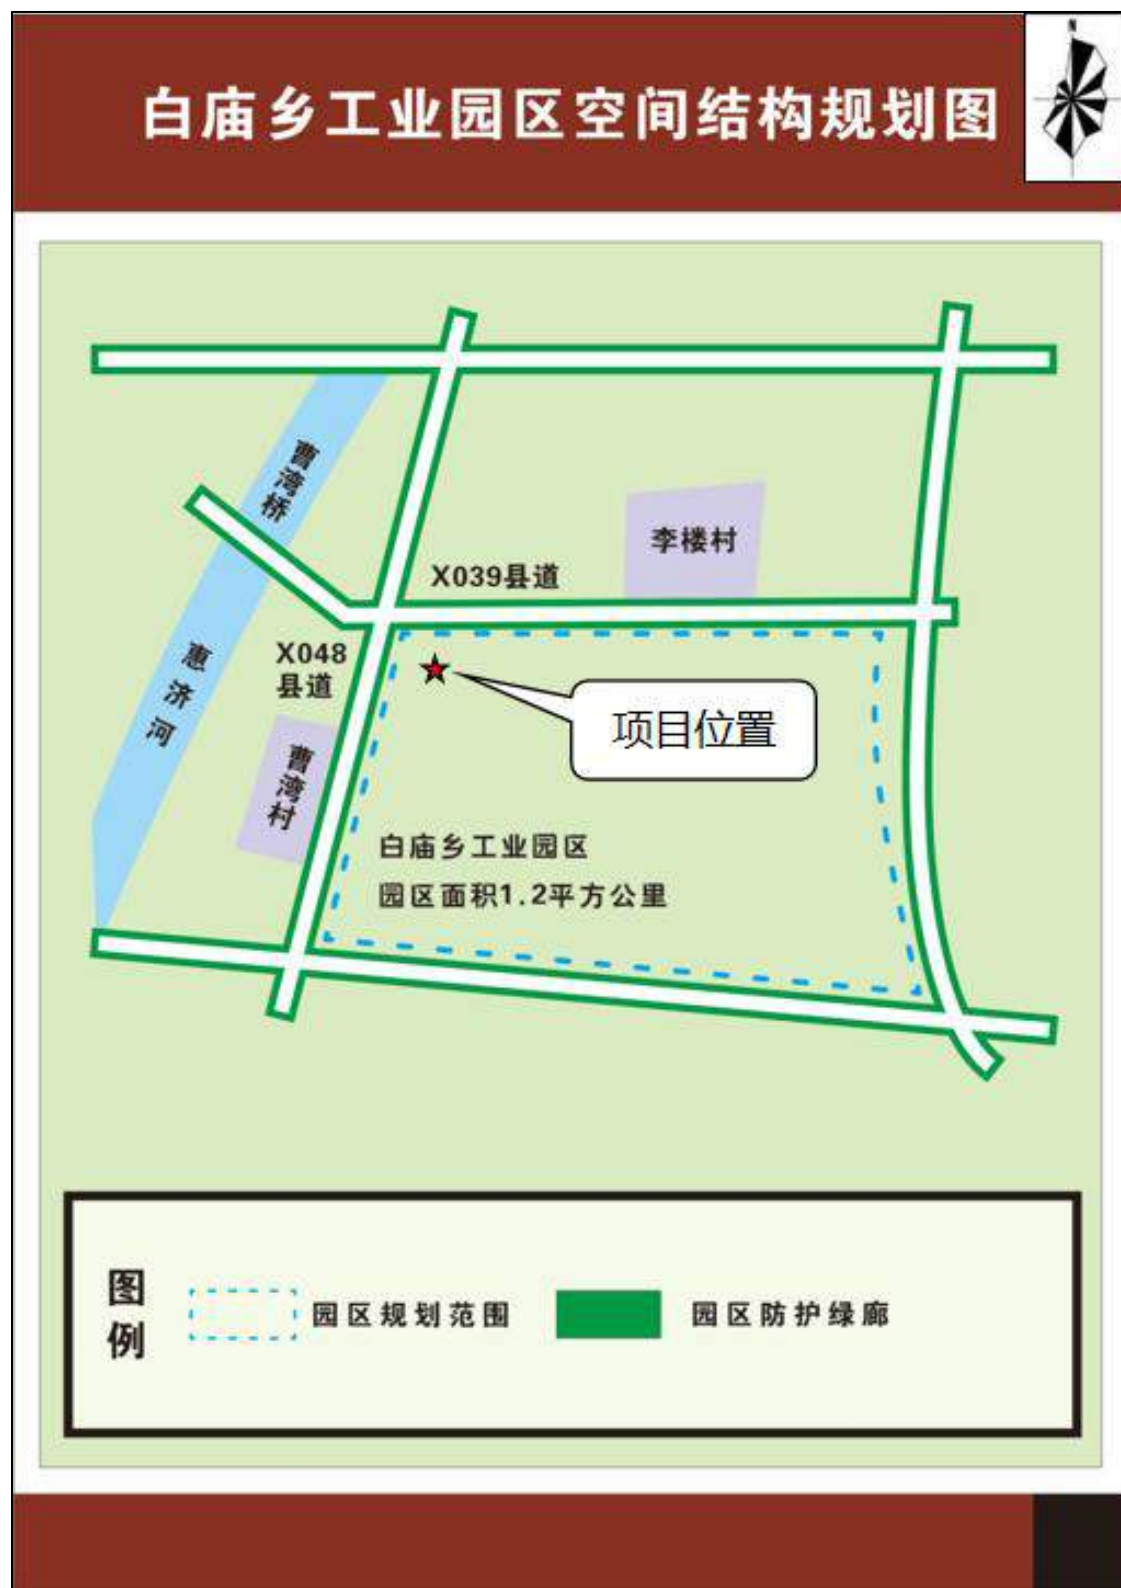 N
白庙乡工业园区空间结构规划图
曹湾桥
李楼村
X039县道
X048
县道
惠济河
项目位置
曹湾村
白庙乡工业园区
园区面积1.2平方公里
图例
园区规划范围
园区防护绿廊